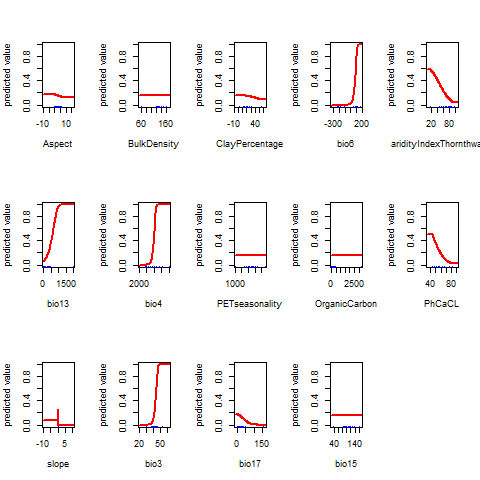 predicted value 0.0 0.4 0.8 -10 10 Aspect
predicted value 0.0 0.4 0.8 60 160 BulkDensity
predicted value 0.0 0.4 0.8 -10 40 ClayPercentage
predicted value 0.0 0.4 0.8 -300 200 bio6
predicted value 0.0 0.4 0.8 20 80 aridityIndexThornthwa
predicted value 0.0 0.4 0.8 0 1500 bio13
predicted value 0.0 0.4 0.8 2000 bio4
predicted value 0.0 0.4 0.8 1000 PETseasonality
predicted value 0.0 0.4 0.8 0 2500 OrganicCarbon
predicted value 0.0 0.4 0.8 40 80 PhCaCL
predicted value 0.0 0.4 0.8 -10 5 slope
predicted value 0.0 0.4 0.8 20 50 bio3
predicted value 0.0 0.4 0.8 0 150 bio17
predicted value 0.0 0.4 0.8 40 140 bio15